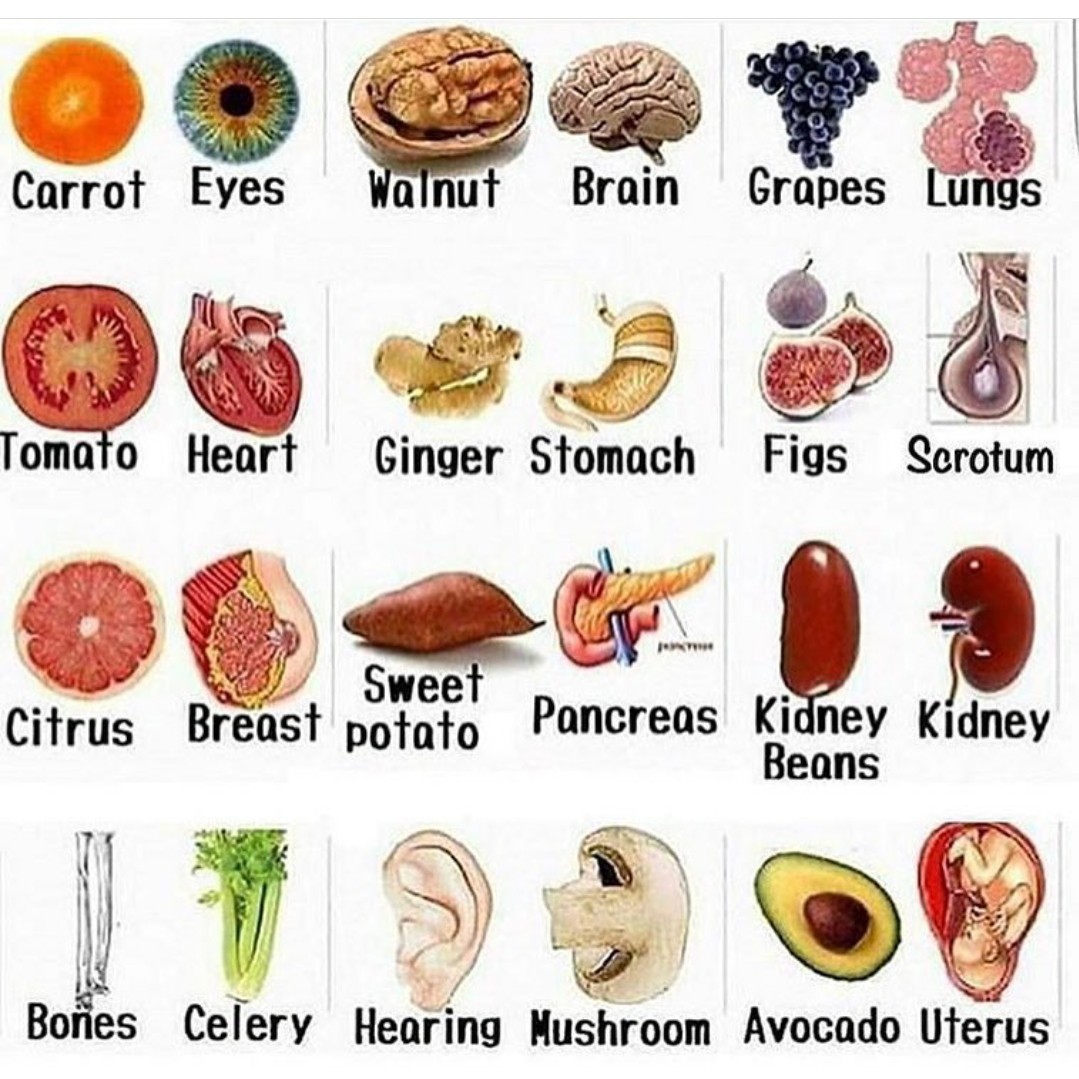 Carrot Eyes Walnut Brain Grapes Lungs
Tomato Heart Ginger Stomach Figs Scrotum
Citrus Breast Sweet potato Pancreas Kidney Beans Kidney
pancreas
Bones Celery Hearing Mushroom Avocado Uterus